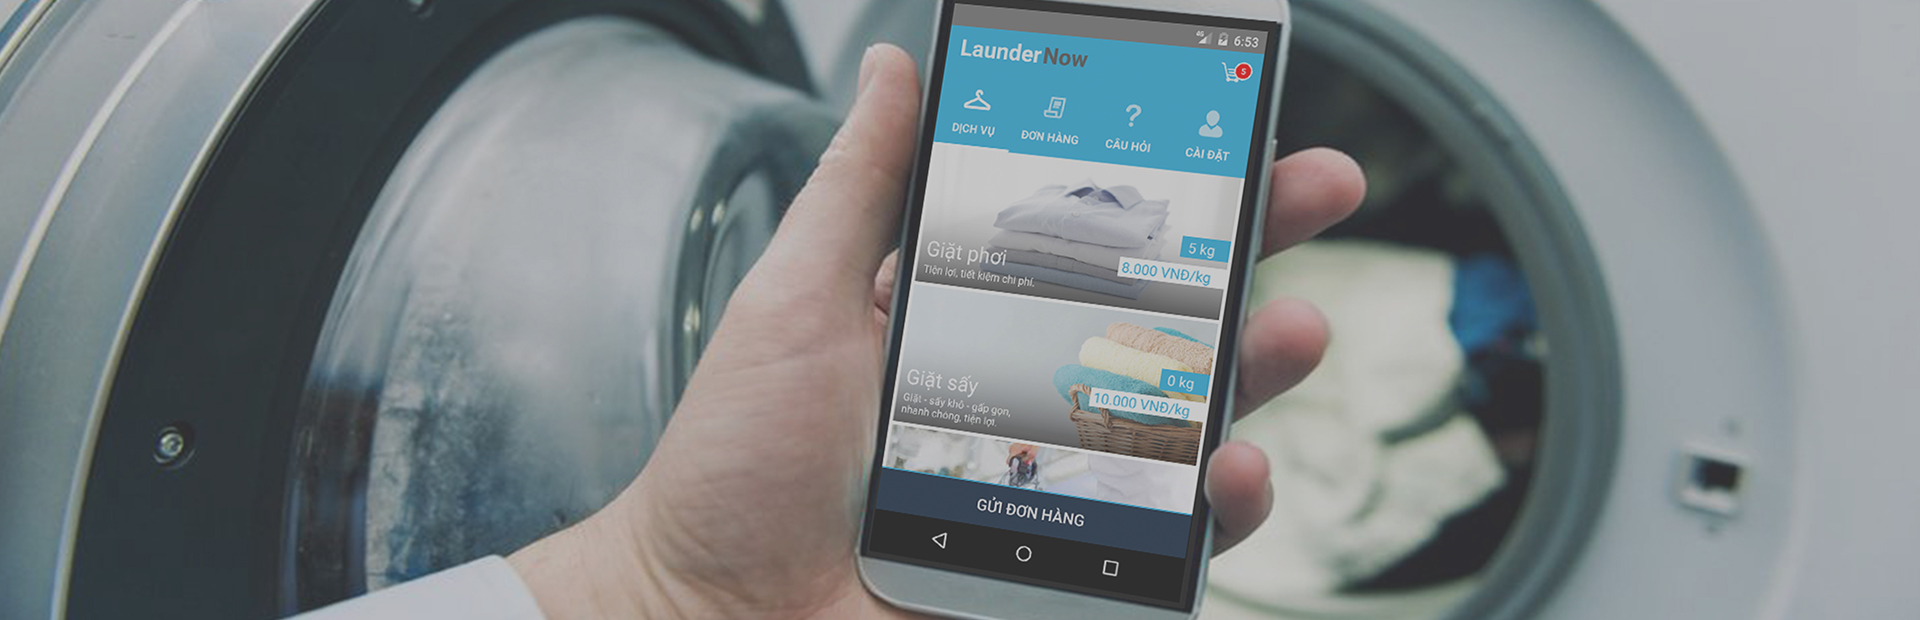 4G 6:53
LaunderNow
5
DỊCH VỤ
ĐƠN HÀNG
CÂU HỎI
CÀI ĐẶT
5 kg
8.000 VNĐ/kg
Giặt phơi
Tiện lợi, tiết kiệm chi phí.
0 kg
10.000 VNĐ/kg
Giặt sấy
Giặt - sấy khô - gấp gọn,
nhanh chóng, tiện lợi.
GỬI ĐƠN HÀNG